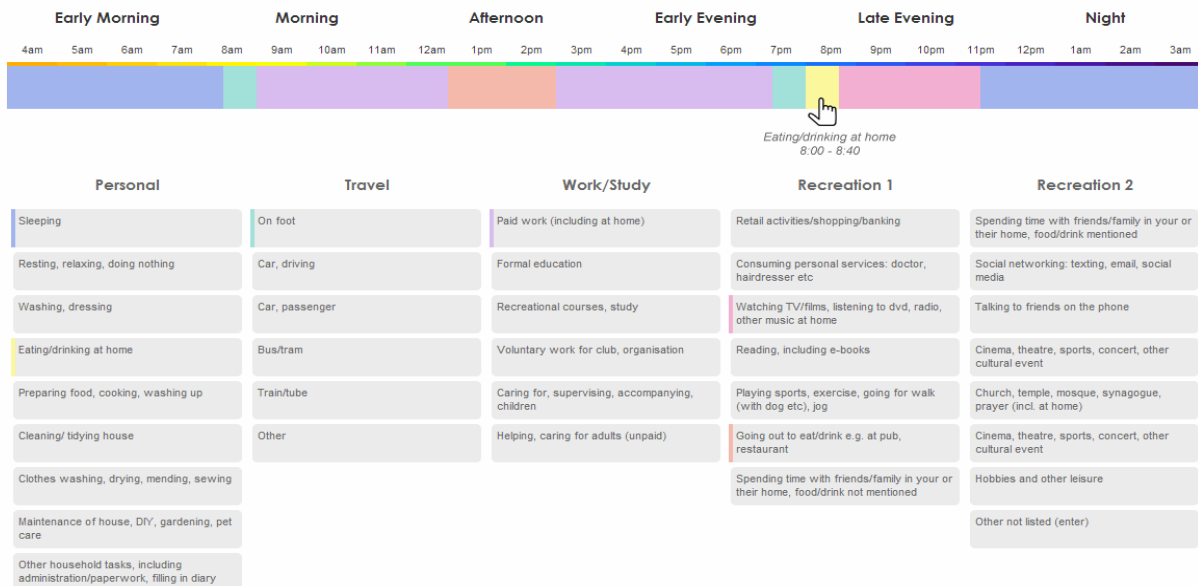 Early Morning Morning Afternoon Early Evening Late Evening Night
4am 5am 6am 7am 8am 9am 10am 11am 12am 1pm 2pm 3pm 4pm 5pm 6pm 7pm 8pm 9pm 10pm 11pm 12pm 1am 2am 3am
Eating/drinking at home
8:00 - 8:40
Personal
Sleeping
Resting, relaxing, doing nothing
Washing, dressing
Eating/drinking at home
Preparing food, cooking, washing up
Cleaning/ tidying house
Clothes washing, drying, mending, sewing
Maintenance of house, DIY, gardening, pet
care
Other household tasks, including
administration/paperwork, filling in diary
Travel
On foot
Car, driving
Car, passenger
Bus/tram
Train/tube
Other
Work/Study
Paid work (including at home)
Formal education
Recreational courses, study
Voluntary work for club, organisation
Caring for, supervising, accompanying,
children
Helping, caring for adults (unpaid)
Recreation 1
Retail activities/shopping/banking
Consuming personal services: doctor,
hairdresser etc
Watching TV/films, listening to dvd, radio,
other music at home
Reading, including e-books
Playing sports, exercise, going for walk
(with dog etc), jog
Going out to eat/drink e.g. at pub,
restaurant
Spending time with friends/family in your or
their home, food/drink not mentioned
Recreation 2
Spending time with friends/family in your or
their home, food/drink mentioned
Social networking: texting, email, social
media
Talking to friends on the phone
Cinema, theatre, sports, concert, other
cultural event
Church, temple, mosque, synagogue,
prayer (incl. at home)
Cinema, theatre, sports, concert, other
cultural event
Hobbies and other leisure
Other not listed (enter)